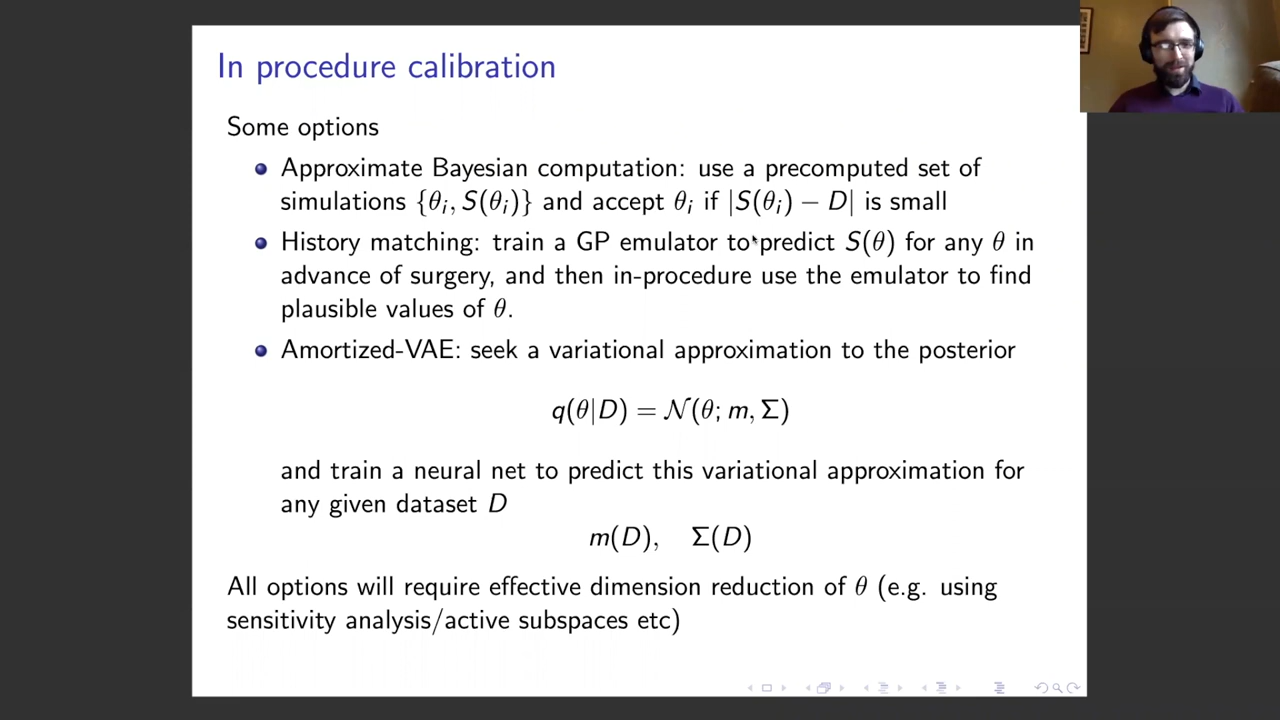 In procedure calibration
Some options
Approximate Bayesian computation: use a precomputed set of
simulations {θᵢ, S(θᵢ)} and accept θᵢ if |S(θᵢ) − D| is small
History matching: train a GP emulator to predict S(θ) for any θ in
advance of surgery, and then in-procedure use the emulator to find
plausible values of θ.
Amortized-VAE: seek a variational approximation to the posterior
q(θ|D) = 𝒩(θ; m, Σ)
and train a neural net to predict this variational approximation for
any given dataset D
m(D), Σ(D)
All options will require effective dimension reduction of θ (e.g. using
sensitivity analysis/active subspaces etc)